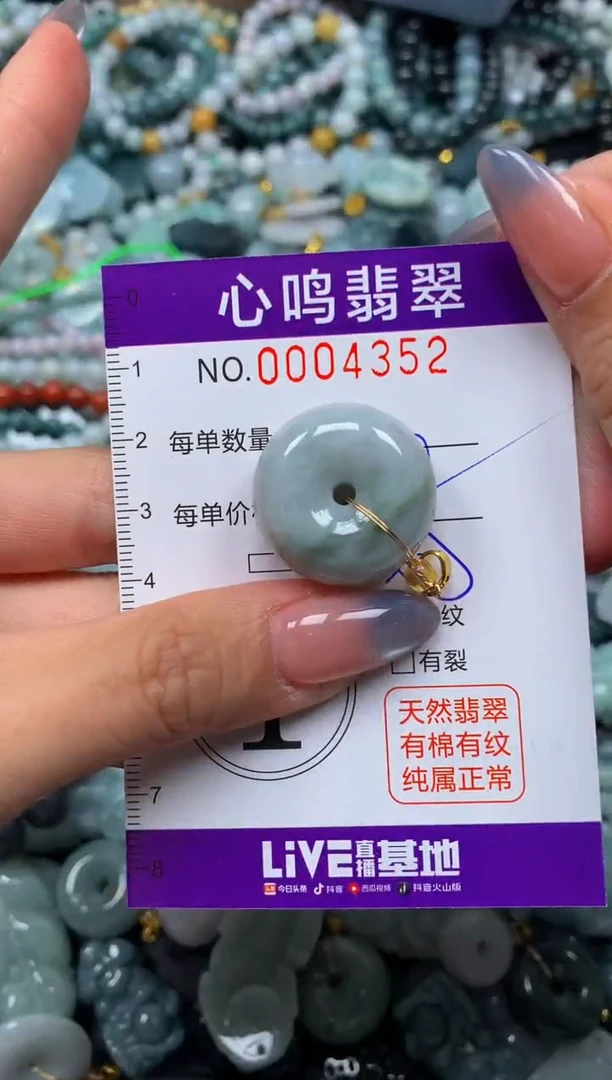 心鸣翡翠
NO.0004352
每单数量
每单价
纹
有裂
天然翡翠
有棉有纹
纯属正常
0
1
2
3
4
7
8
LiVE直播基地
今日头条 抖音 西瓜视频 抖音火山版